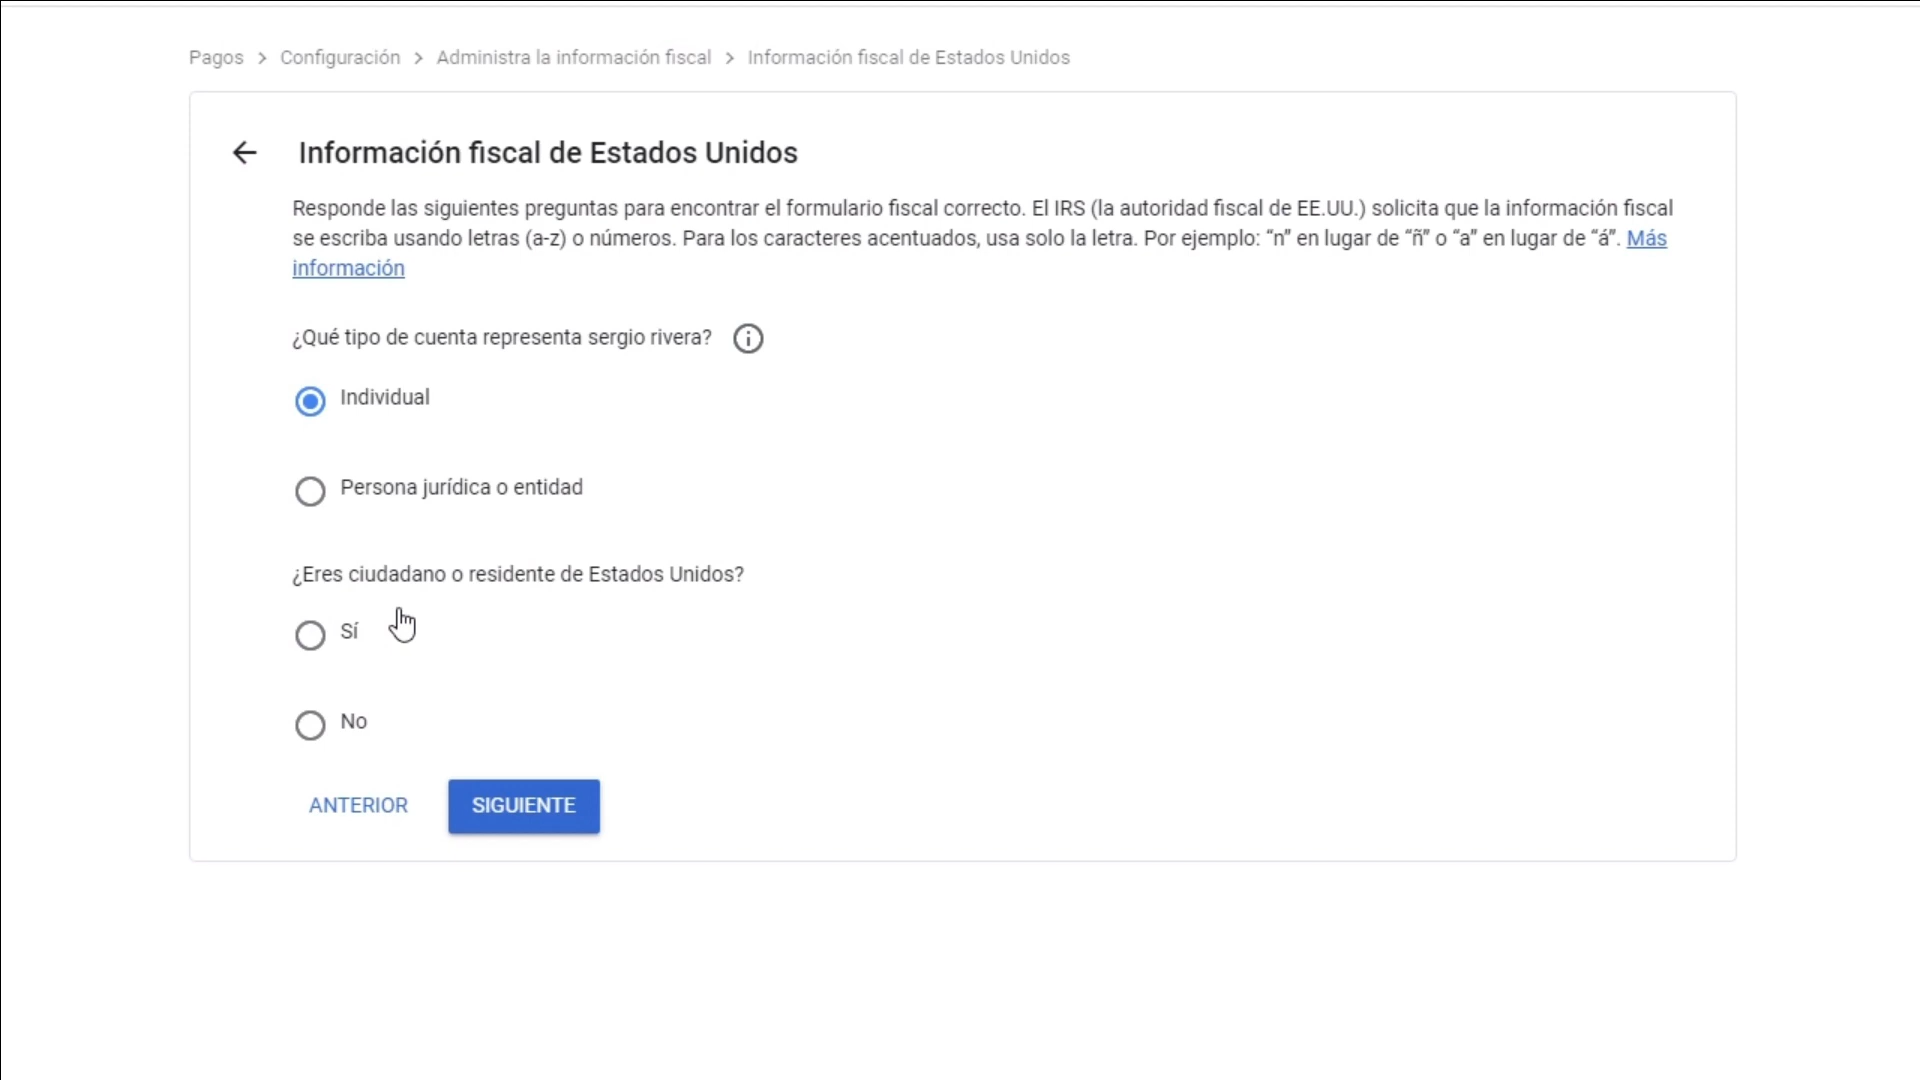 Pagos > Configuración > Administra la información fiscal > Información fiscal de Estados Unidos
Información fiscal de Estados Unidos
Responde las siguientes preguntas para encontrar el formulario fiscal correcto. El IRS (la autoridad fiscal de EE.UU.) solicita que la información fiscal
se escriba usando letras (a-z) o números. Para los caracteres acentuados, usa solo la letra. Por ejemplo: “n” en lugar de “ñ” o “a” en lugar de “á”. Más
información
¿Qué tipo de cuenta representa sergio rivera?
Individual
Persona jurídica o entidad
¿Eres ciudadano o residente de Estados Unidos?
Sí
No
ANTERIOR SIGUIENTE